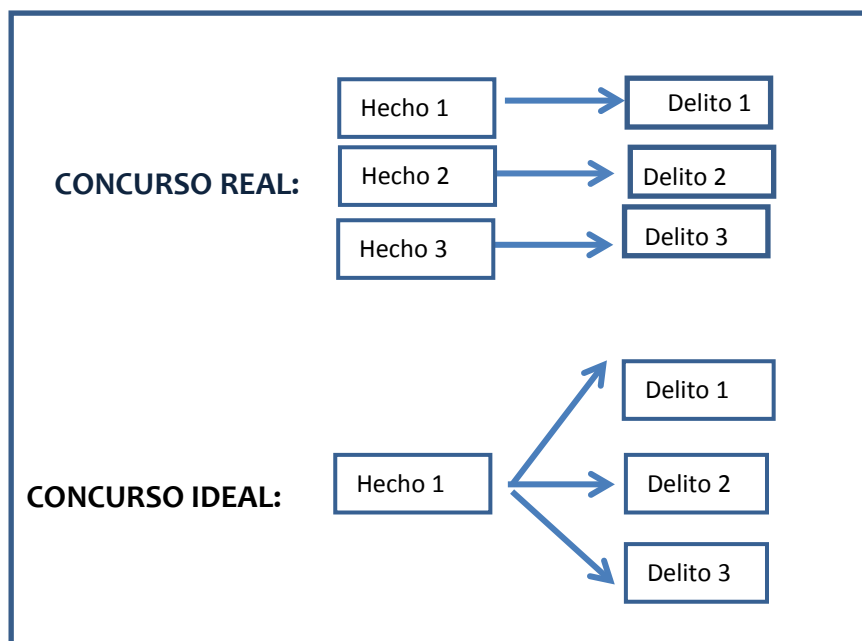 Hecho 1
Delito 1
CONCURSO REAL:
Hecho 2
Delito 2
Hecho 3
Delito 3
Delito 1
CONCURSO IDEAL:
Hecho 1
Delito 2
Delito 3